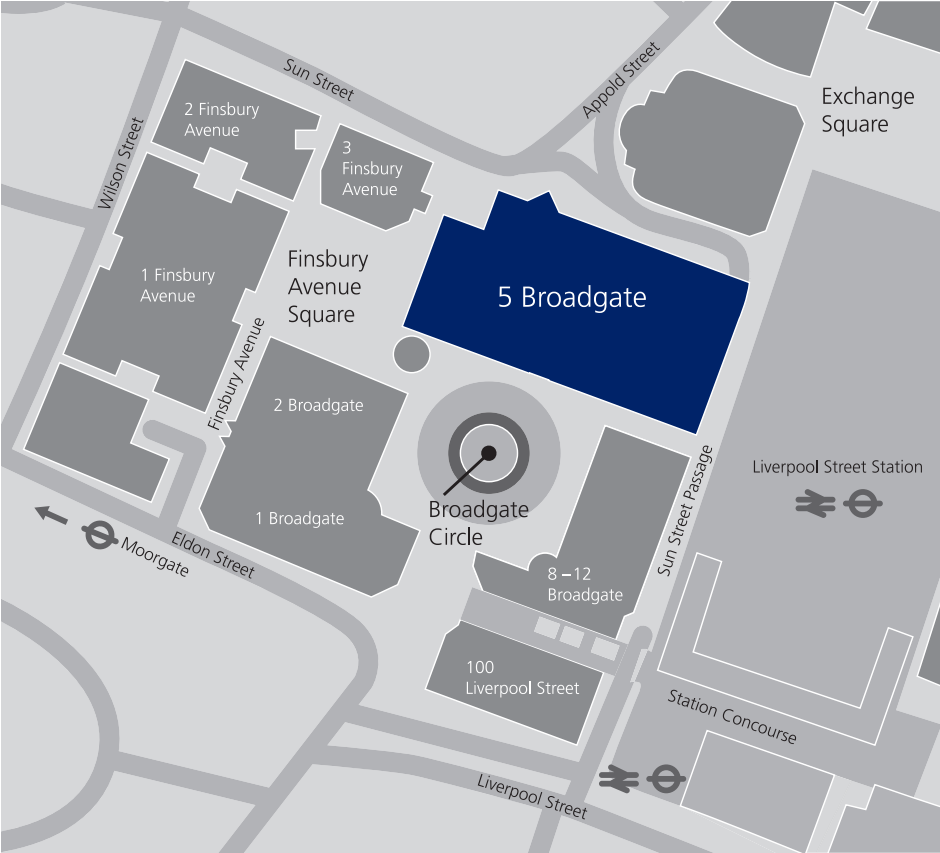 Sun Street
Appold Street
Exchange
Square
2 Finsbury
Avenue
3
Finsbury
Avenue
Wilson Street
Finsbury
Avenue
Square
1 Finsbury
Avenue
5 Broadgate
Finsbury Avenue
2 Broadgate
Liverpool Street Station
Sun Street Passage
Broadgate
Circle
1 Broadgate
Moorgate
Eldon Street
8 – 12
Broadgate
100
Liverpool Street
Station Concourse
Liverpool Street